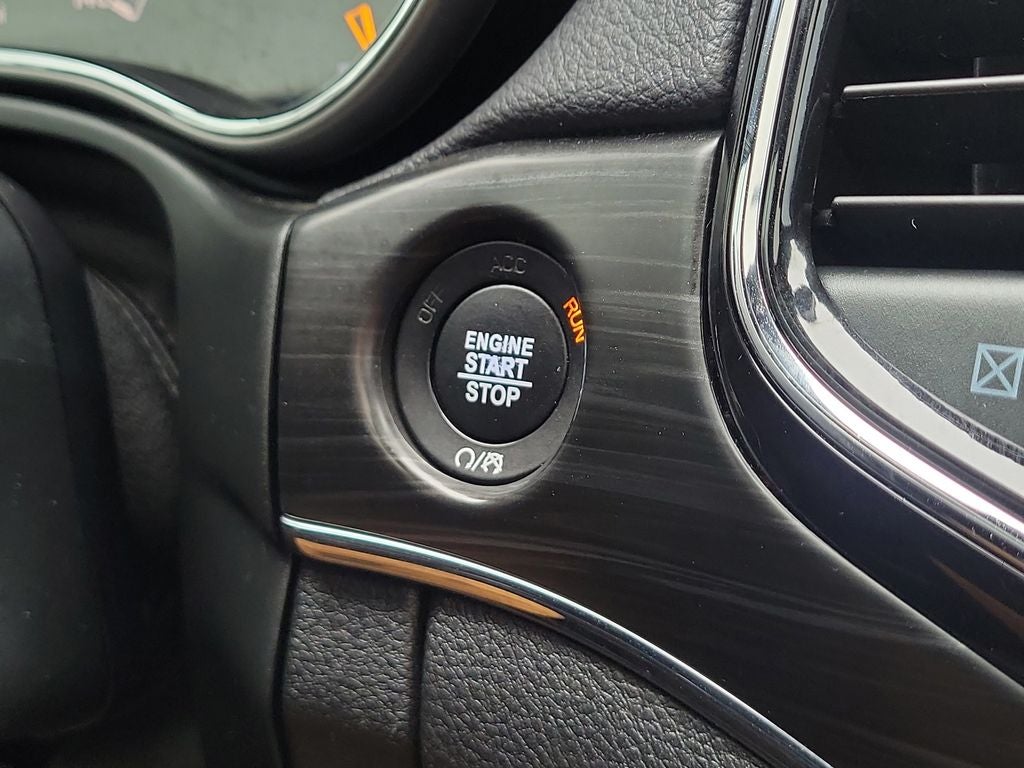 ACC
OFF
RUN
ENGINE
START
STOP